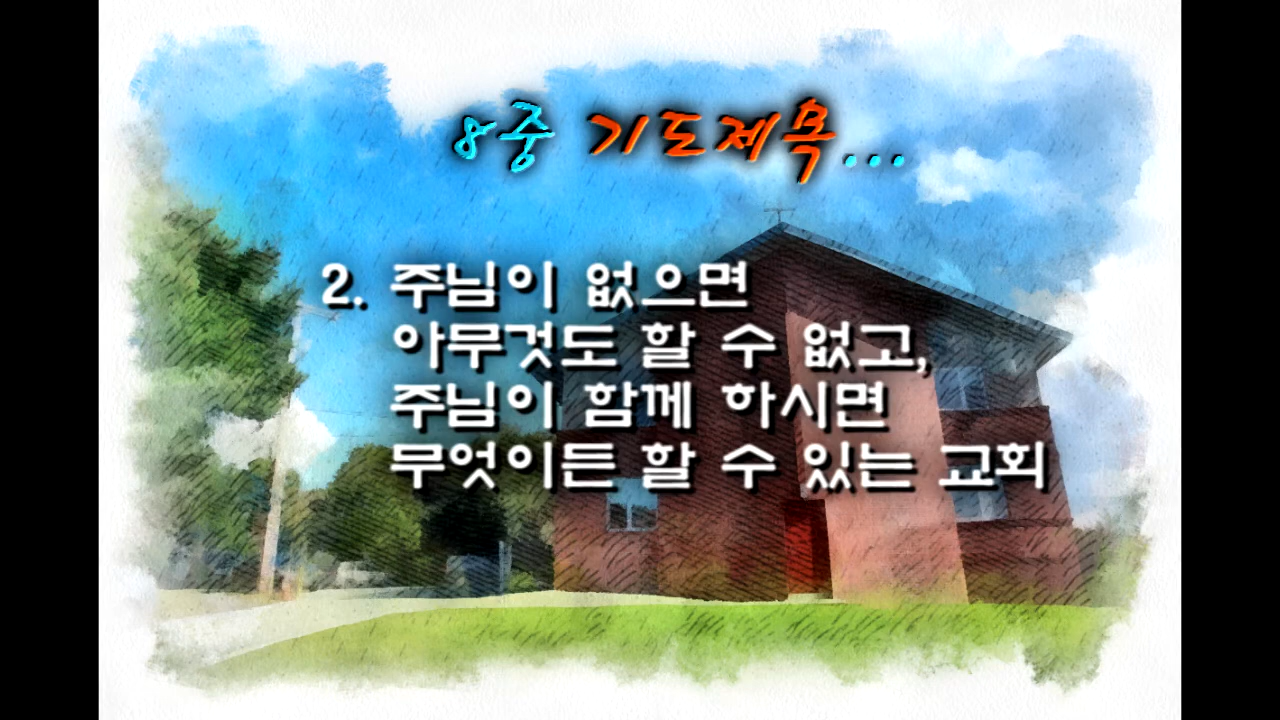 8중 기도제목...
2. 주님이 없으면
아무것도 할 수 없고,
주님이 함께 하시면
무엇이든 할 수 있는 교회